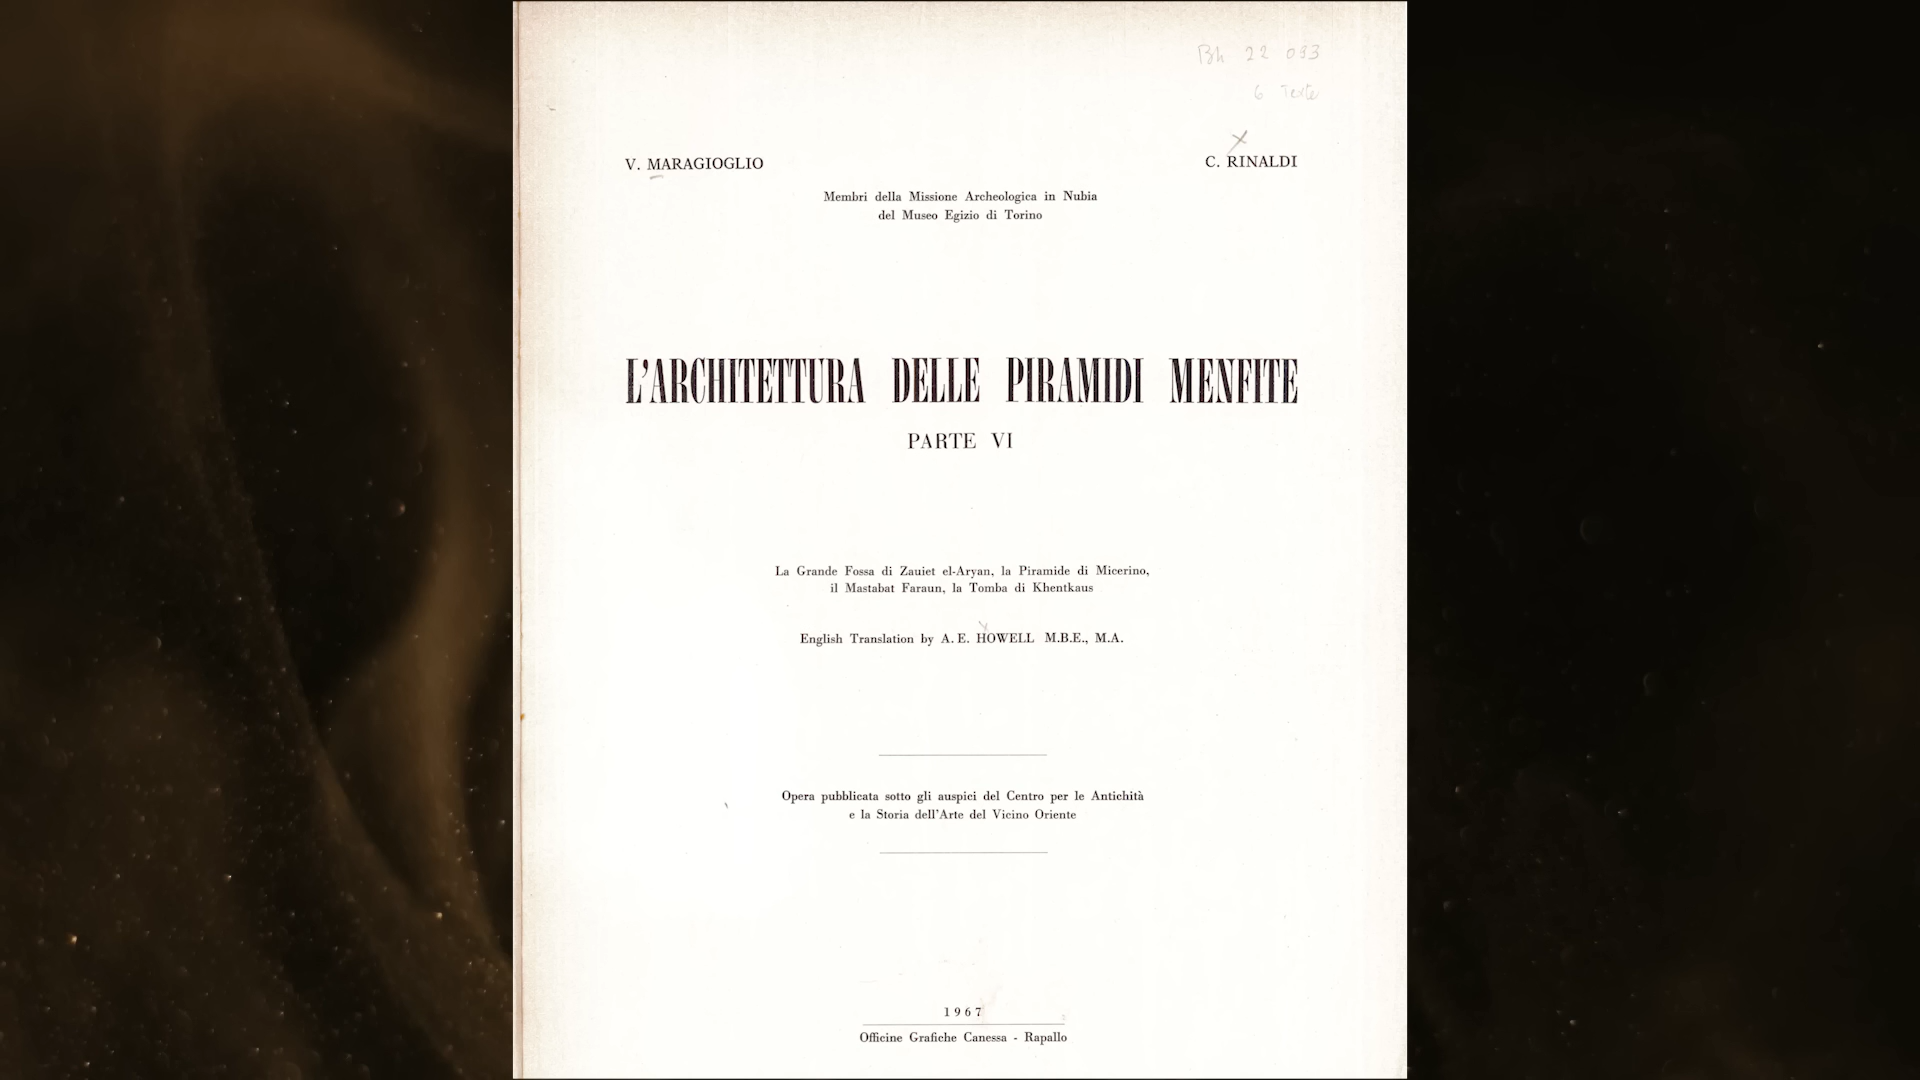 Bh 22 093
6 Texte
V. MARAGIOGLIO
C. RINALDI
Membri della Missione Archeologica in Nubia
del Museo Egizio di Torino
L'ARCHITETTURA DELLE PIRAMIDI MENFITE
PARTE VI
La Grande Fossa di Zauiet el-Aryan, la Piramide di Micerino,
il Mastabat Faraun, la Tomba di Khentkaus
English Translation by A. E. HOWELL M.B.E., M.A.
Opera pubblicata sotto gli auspici del Centro per le Antichità
e la Storia dell'Arte del Vicino Oriente
1967
Officine Grafiche Canessa - Rapallo